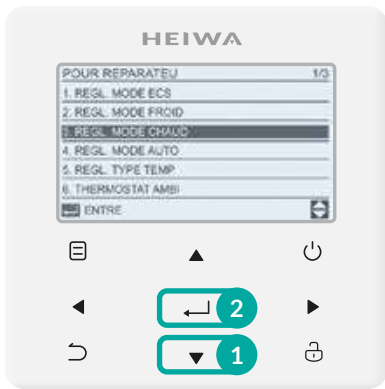 HEIWA
POUR REPARATEU 1/3
1. REGL. MODE ECS
2. REGL. MODE FROID
3. REGL. MODE CHAUD
4. REGL. MODE AUTO
5. REGL. TYPE TEMP.
6. THERMOSTAT AMBI
ENTRE
2
1